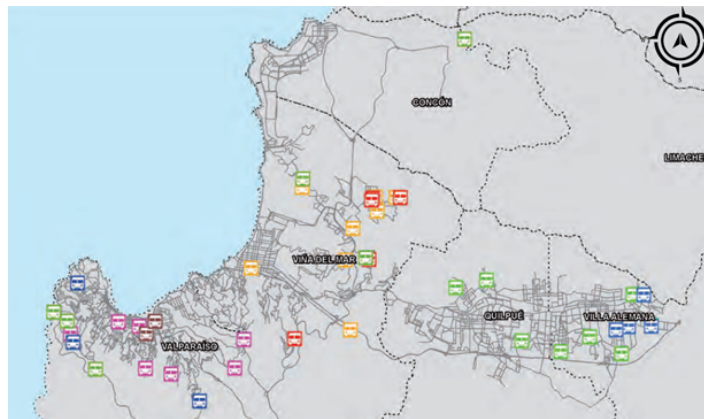 CONCÓN
LIMACHE
VIÑA DEL MAR
QUILPUÉ
VILLA ALEMANA
VALPARAÍSO